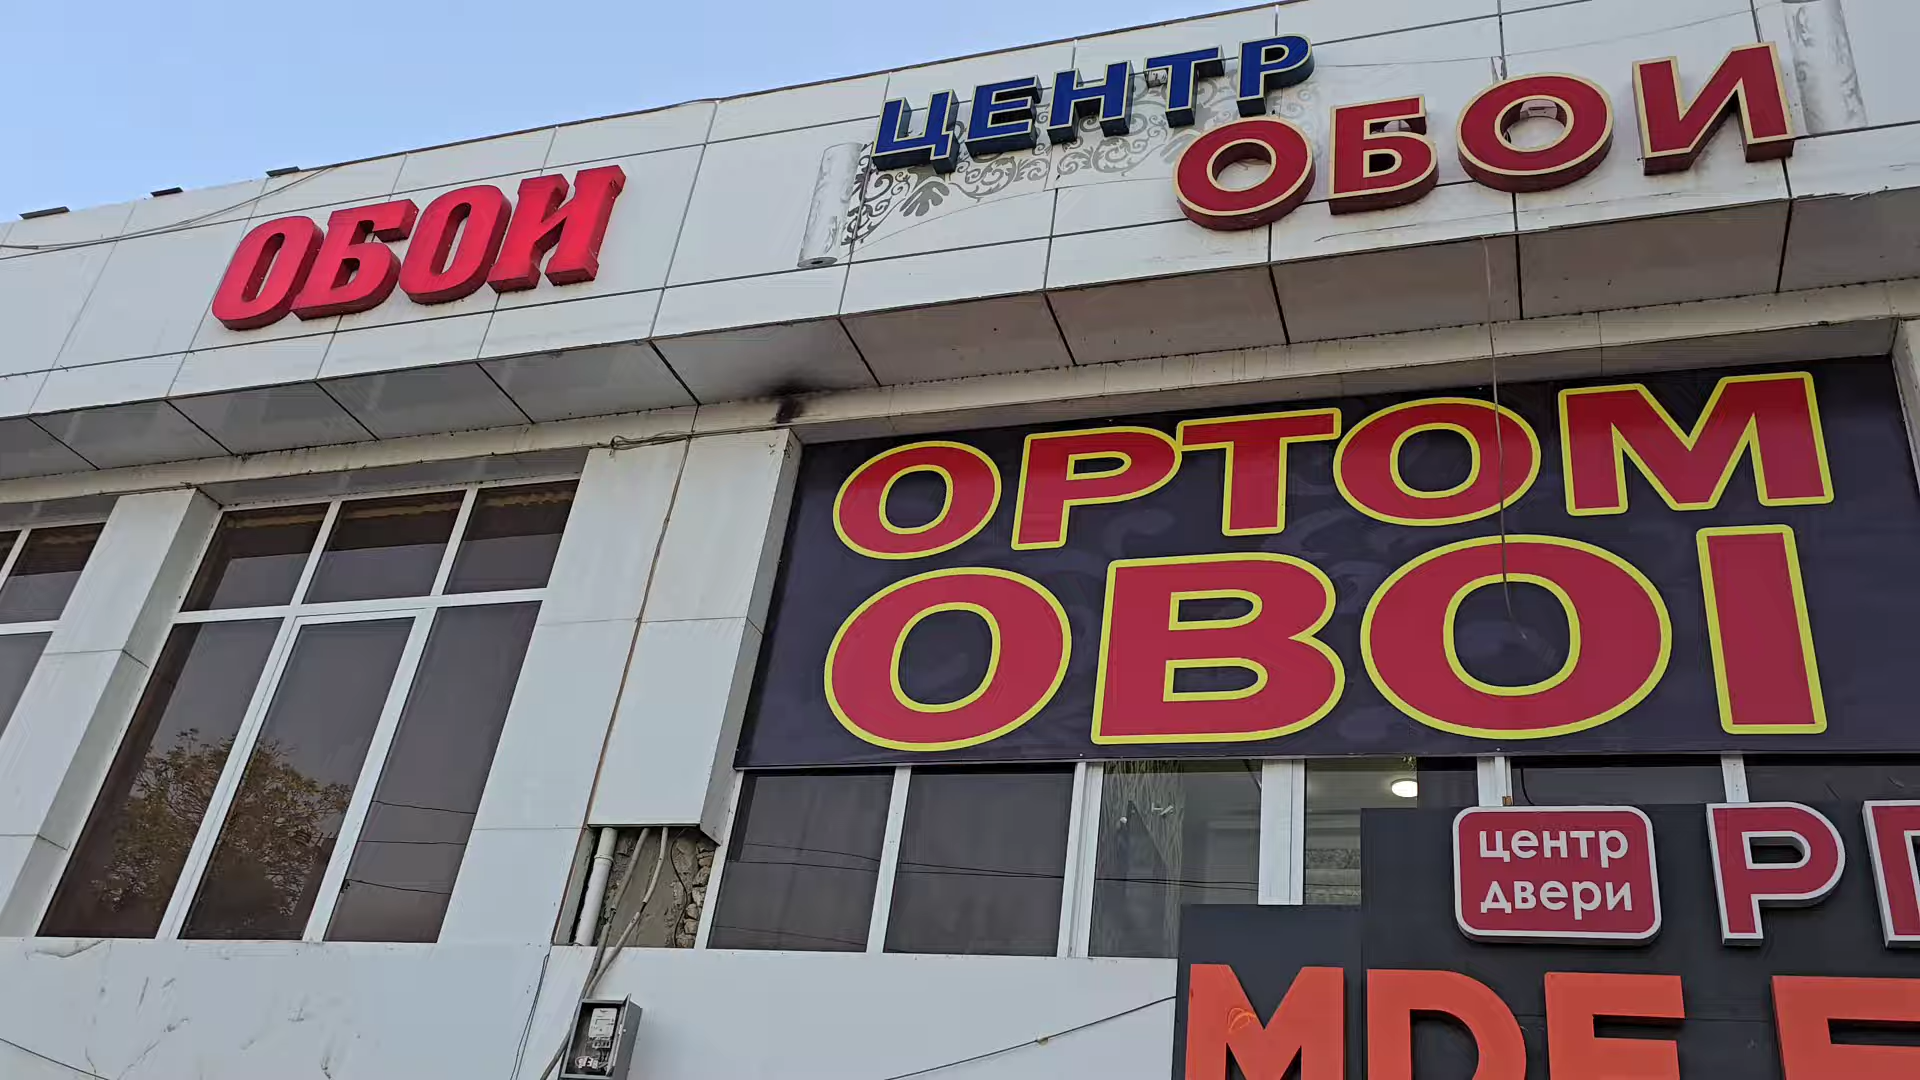 ОБОИ
ЦЕНТР
ОБОИ
ОРТОМ
OBOI
центр
двери